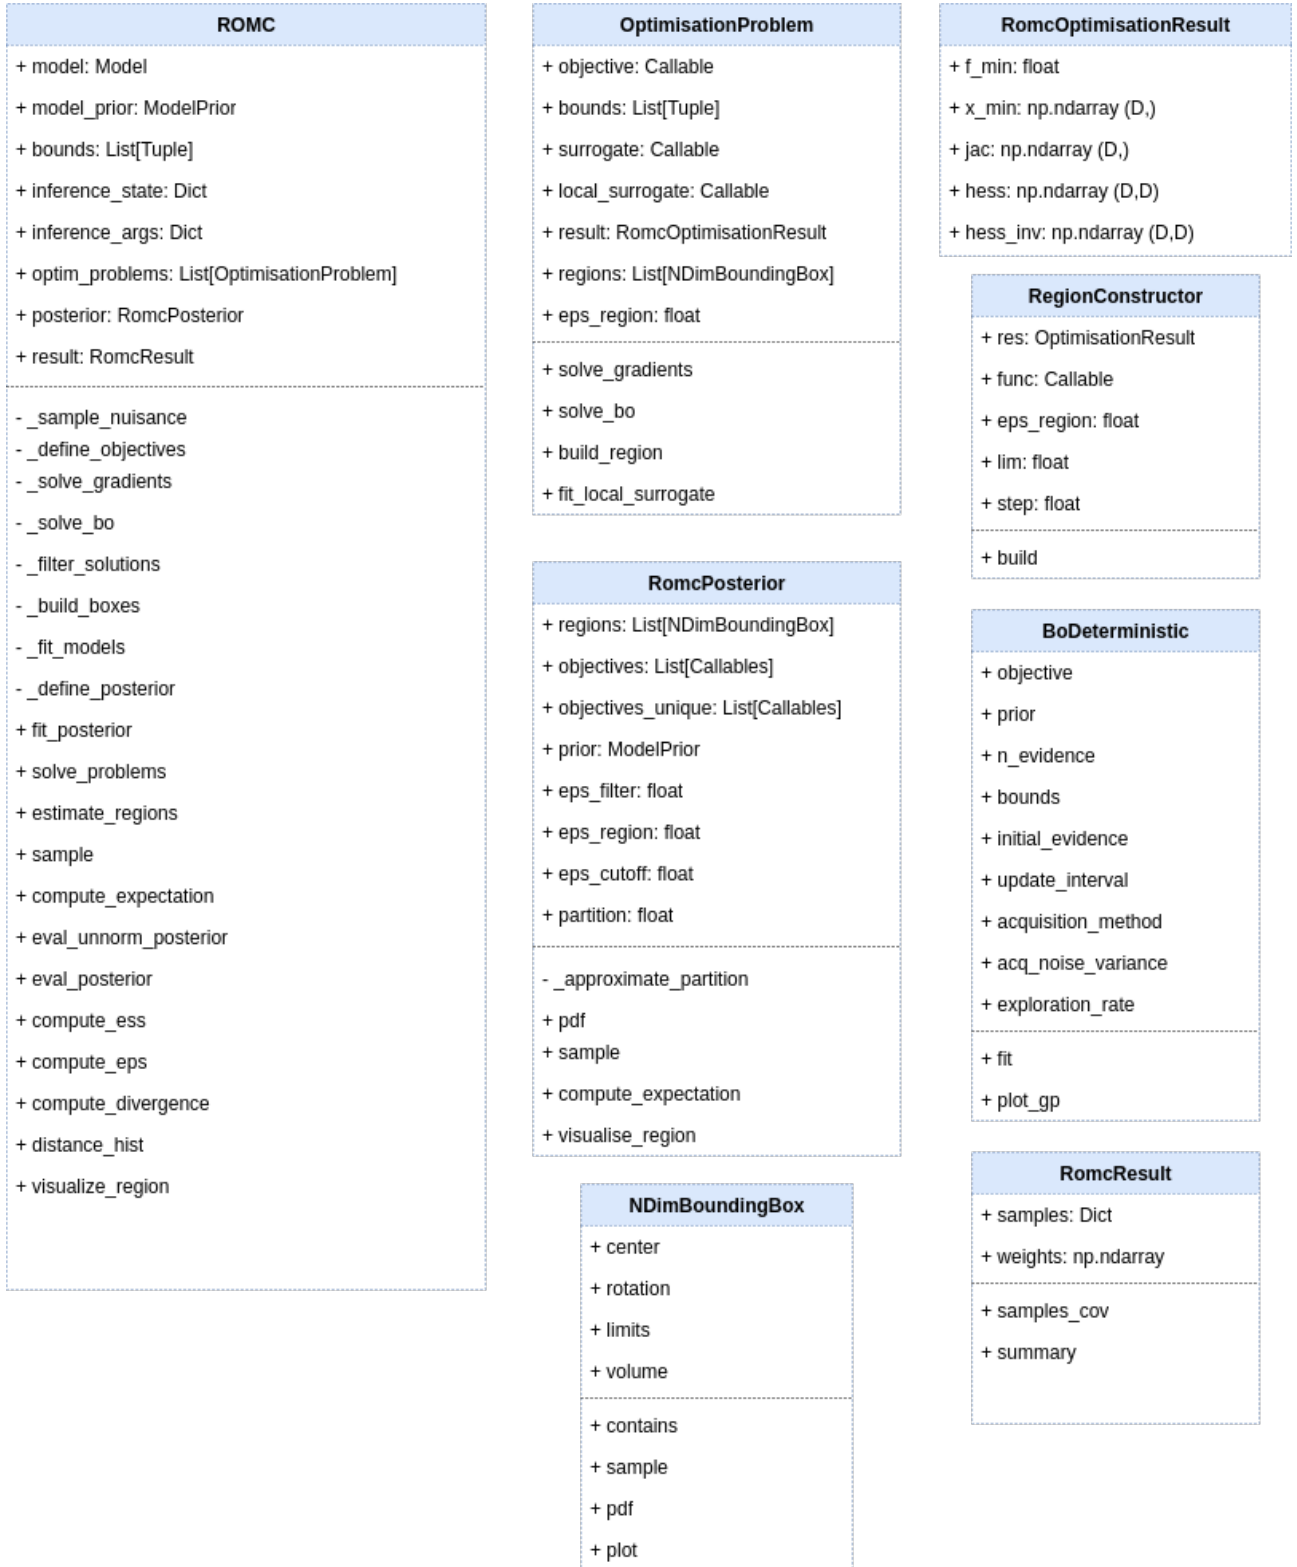 ROMC
+ model: Model
+ model_prior: ModelPrior
+ bounds: List[Tuple]
+ inference_state: Dict
+ inference_args: Dict
+ optim_problems: List[OptimisationProblem]
+ posterior: RomcPosterior
+ result: RomcResult
- _sample_nuisance
- _define_objectives
- _solve_gradients
- _solve_bo
- _filter_solutions
- _build_boxes
- _fit_models
- _define_posterior
+ fit_posterior
+ solve_problems
+ estimate_regions
+ sample
+ compute_expectation
+ eval_unnorm_posterior
+ eval_posterior
+ compute_ess
+ compute_eps
+ compute_divergence
+ distance_hist
+ visualize_region
OptimisationProblem
+ objective: Callable
+ bounds: List[Tuple]
+ surrogate: Callable
+ local_surrogate: Callable
+ result: RomcOptimisationResult
+ regions: List[NDimBoundingBox]
+ eps_region: float
+ solve_gradients
+ solve_bo
+ build_region
+ fit_local_surrogate
RomcPosterior
+ regions: List[NDimBoundingBox]
+ objectives: List[Callables]
+ objectives_unique: List[Callables]
+ prior: ModelPrior
+ eps_filter: float
+ eps_region: float
+ eps_cutoff: float
+ partition: float
- _approximate_partition
+ pdf
+ sample
+ compute_expectation
+ visualise_region
NDimBoundingBox
+ center
+ rotation
+ limits
+ volume
+ contains
+ sample
+ pdf
+ plot
RomcOptimisationResult
+ f_min: float
+ x_min: np.ndarray (D,)
+ jac: np.ndarray (D,)
+ hess: np.ndarray (D,D)
+ hess_inv: np.ndarray (D,D)
RegionConstructor
+ res: OptimisationResult
+ func: Callable
+ eps_region: float
+ lim: float
+ step: float
+ build
BoDeterministic
+ objective
+ prior
+ n_evidence
+ bounds
+ initial_evidence
+ update_interval
+ acquisition_method
+ acq_noise_variance
+ exploration_rate
+ fit
+ plot_gp
RomcResult
+ samples: Dict
+ weights: np.ndarray
+ samples_cov
+ summary